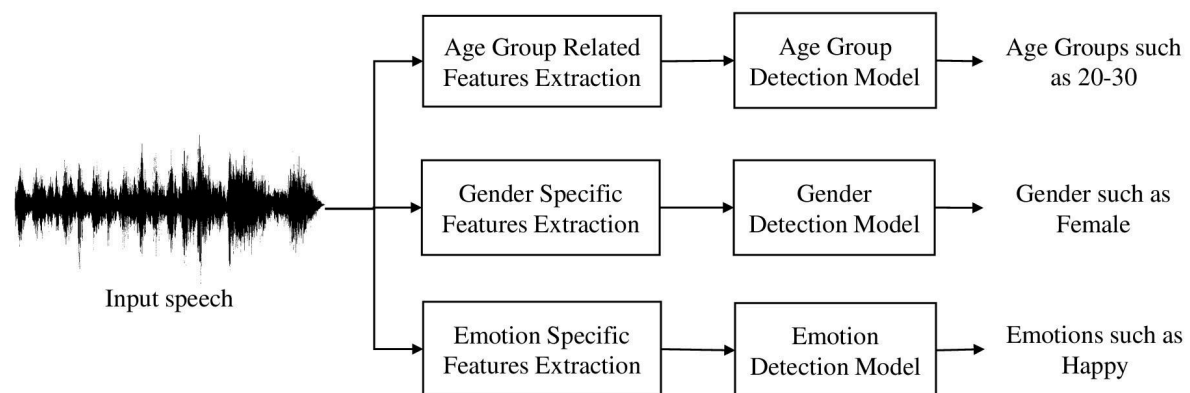 Age Group Related
Features Extraction
Age Group
Detection Model
Age Groups such
as 20-30
Input speech
Gender Specific
Features Extraction
Gender
Detection Model
Gender such as
Female
Emotion Specific
Features Extraction
Emotion
Detection Model
Emotions such as
Happy